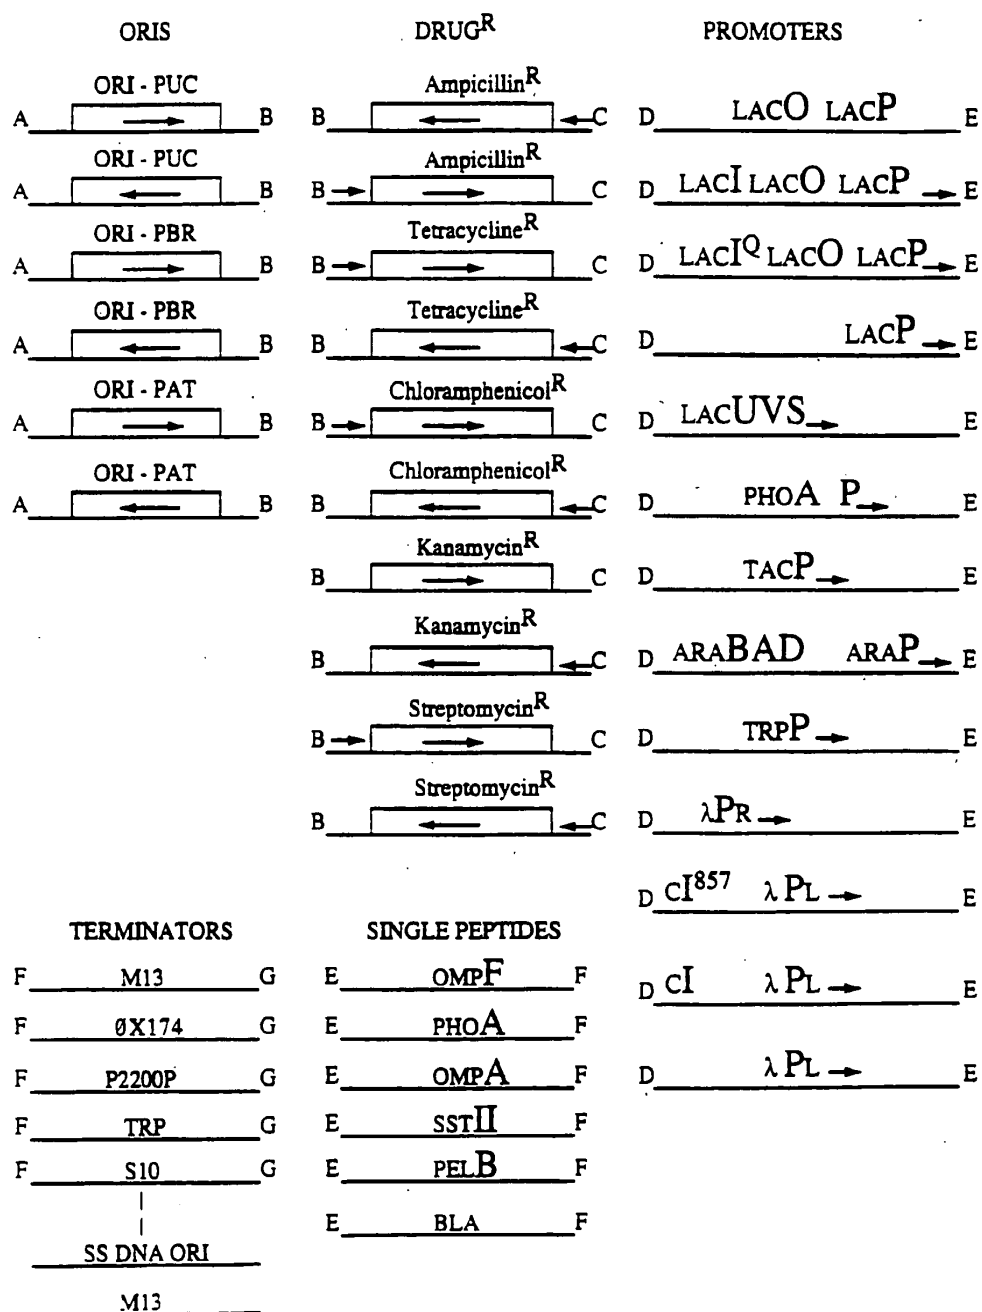 ORIS
ORI - PUC
A B
ORI - PUC
A B
ORI - PBR
A B
ORI - PBR
A B
ORI - PAT
A B
ORI - PAT
A B
DRUGR
AmpicillinR
B C
AmpicillinR
B C
TetracyclineR
B C
TetracyclineR
B C
ChloramphenicolR
B C
ChloramphenicolR
B C
KanamycinR
B C
KanamycinR
B C
StreptomycinR
B C
StreptomycinR
B C
PROMOTERS
D LACO LACP E
D LACI LACO LACP E
D LACIQ LACO LACP E
D LACP E
D LACUVS E
D PHOA P E
D TACP E
D ARABAD ARAP E
D TRPP E
D λPR E
D CI857 λ PL E
D CI λ PL E
D λ PL E
TERMINATORS
F M13 G
F ØX174 G
F P2200P G
F TRP G
F S10 G
SS DNA ORI
M13
SINGLE PEPTIDES
E OMPF F
E PHOA F
E OMPA F
E SSTII F
E PELB F
E BLA F